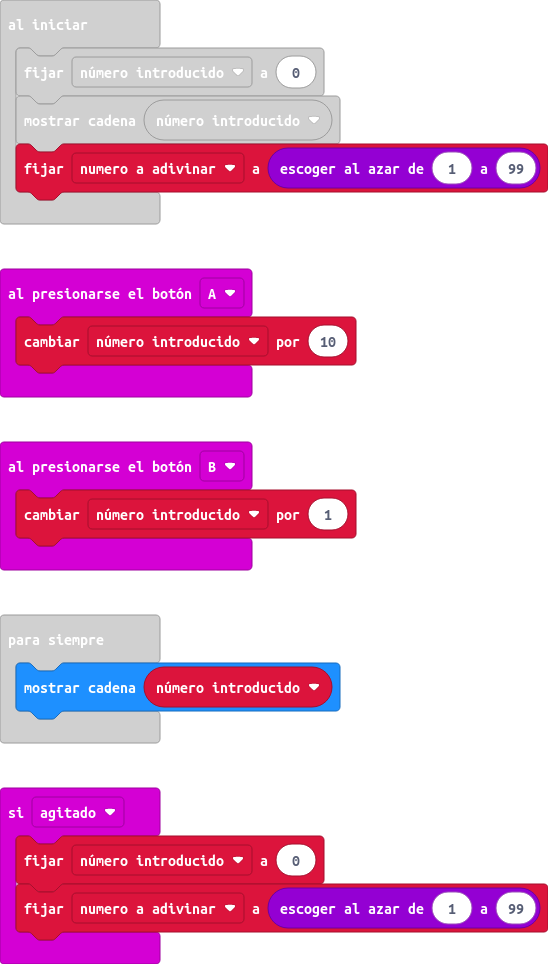 al iniciar
fijar número introducido a 0
mostrar cadena número introducido
fijar numero a adivinar a escoger al azar de 1 a 99
al presionarse el botón A
cambiar número introducido por 10
al presionarse el botón B
cambiar número introducido por 1
para siempre
mostrar cadena número introducido
si agitado
fijar número introducido a 0
fijar numero a adivinar a escoger al azar de 1 a 99